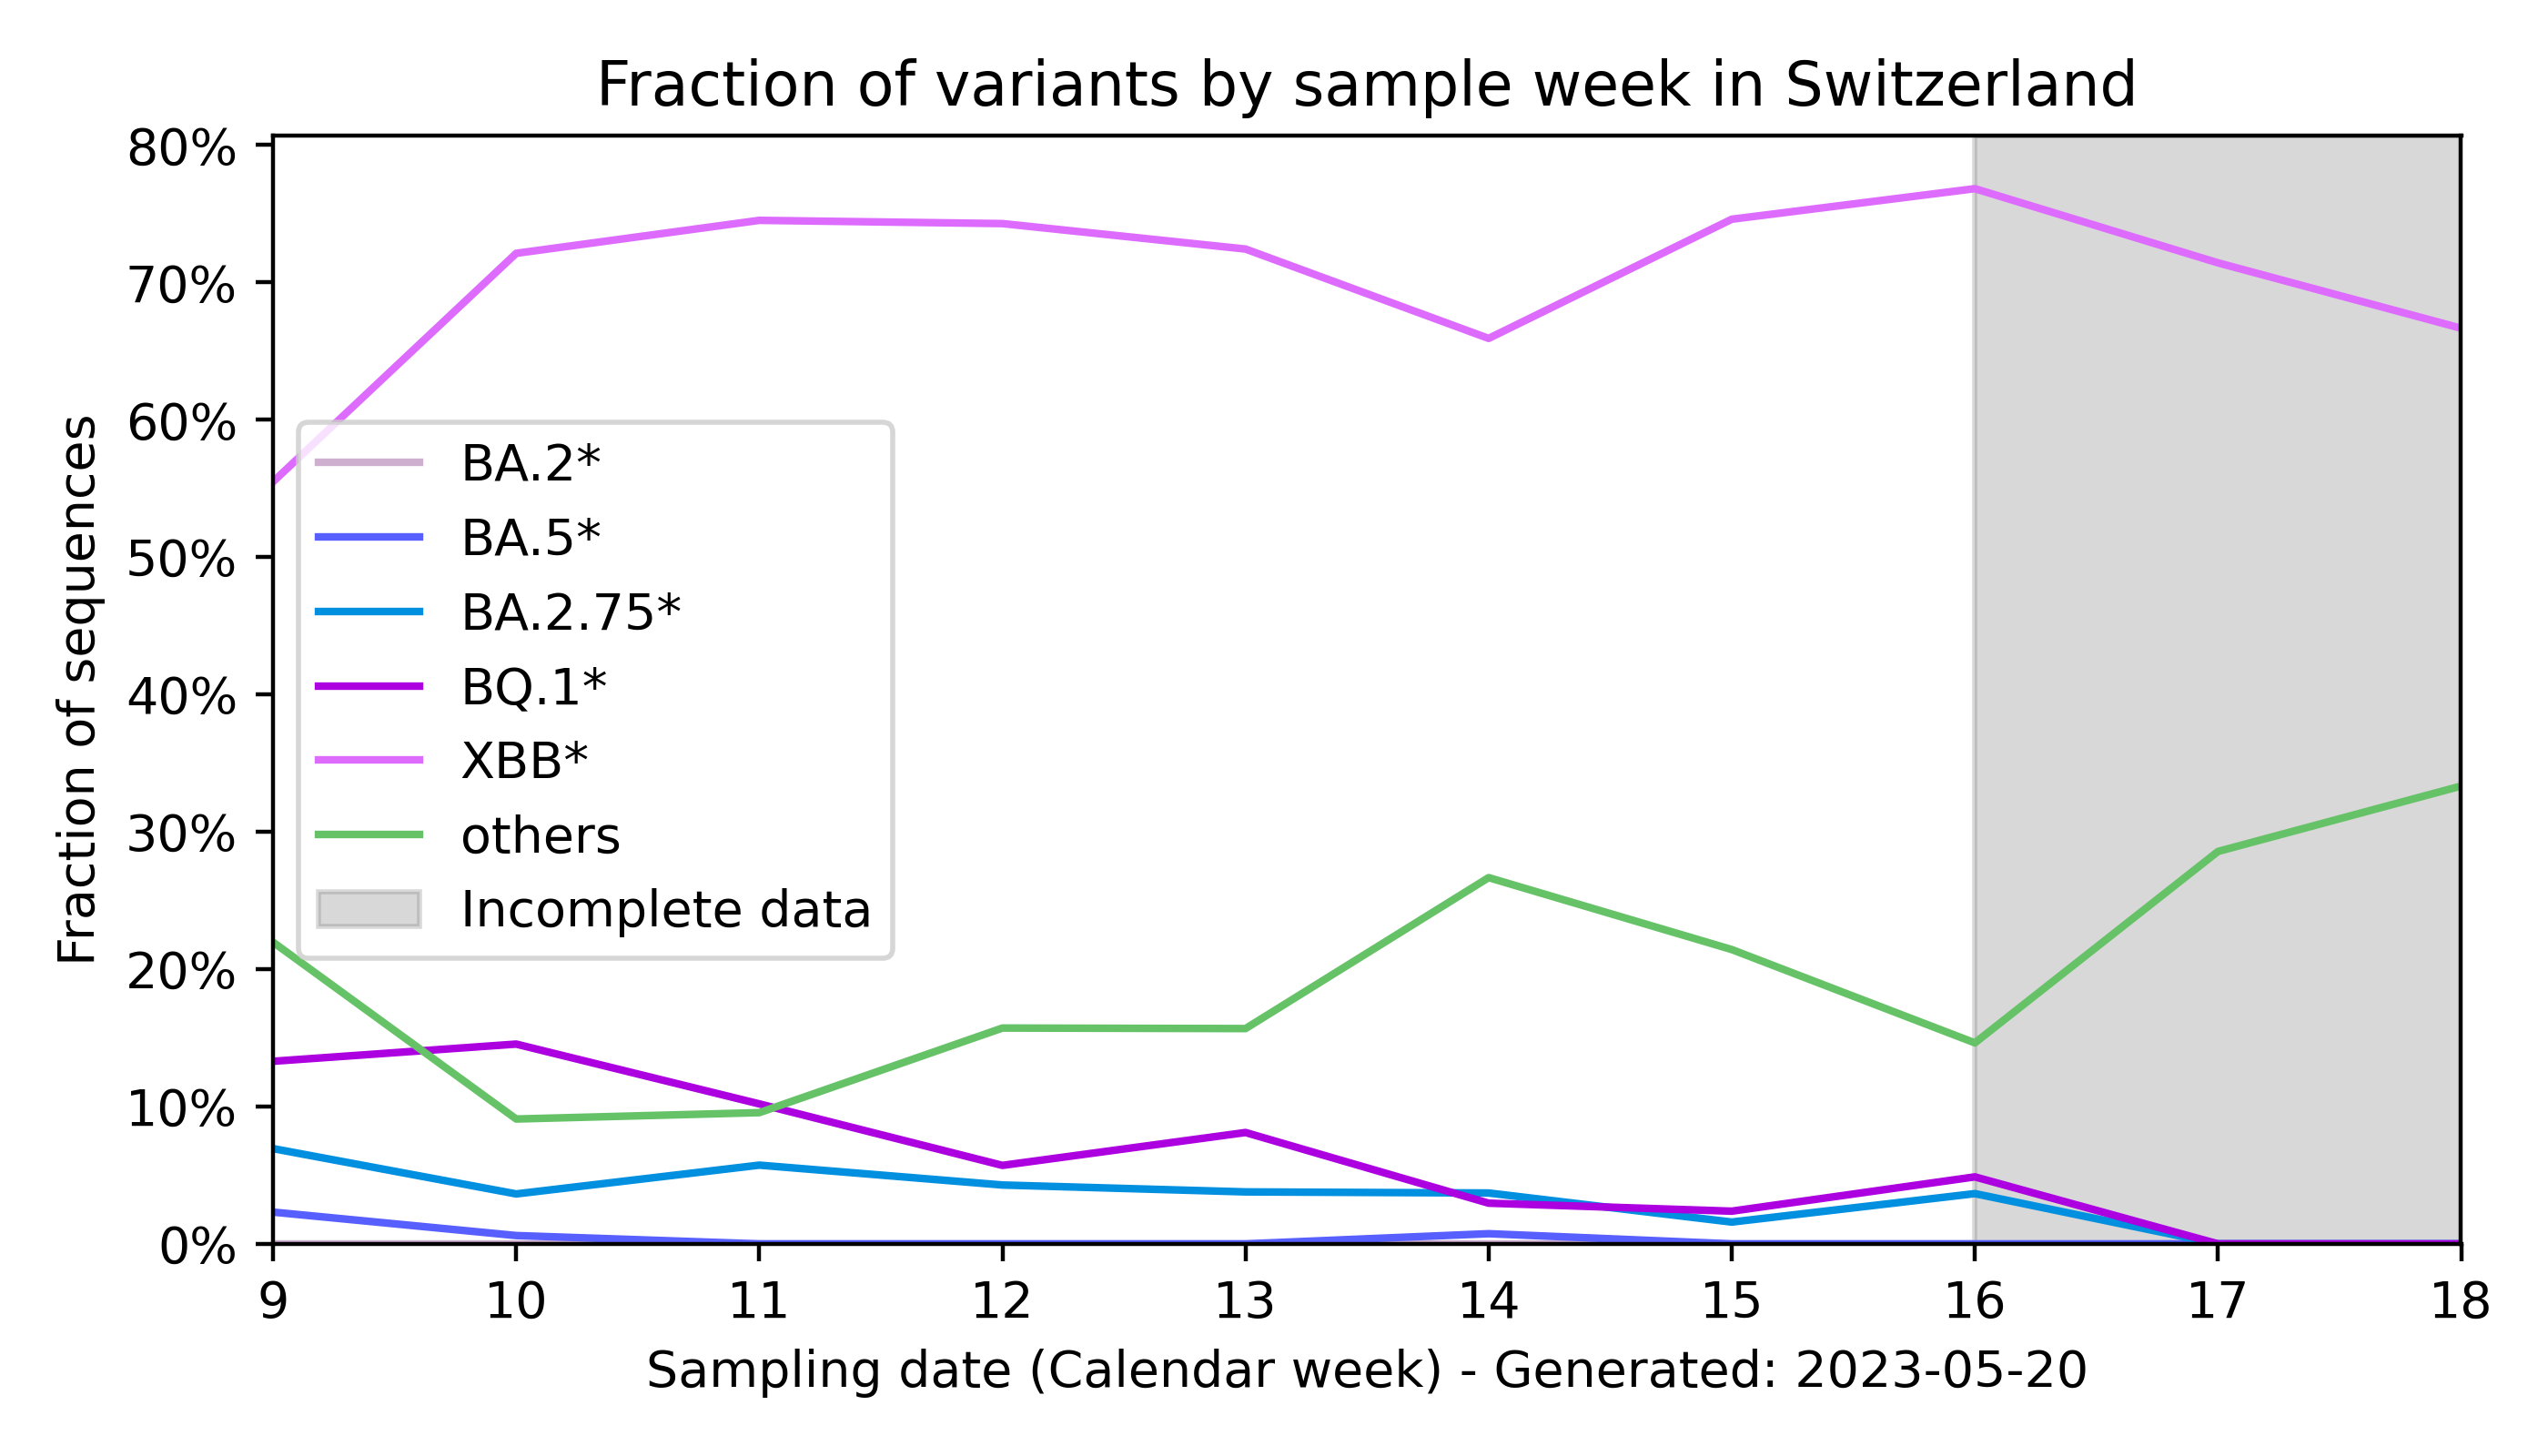 Fraction of variants by sample week in Switzerland
80%
70%
60%
50%
40%
30%
20%
10%
0%
Fraction of sequences
BA.2*
BA.5*
BA.2.75*
BQ.1*
XBB*
others
Incomplete data
9 10 11 12 13 14 15 16 17 18
Sampling date (Calendar week) - Generated: 2023-05-20